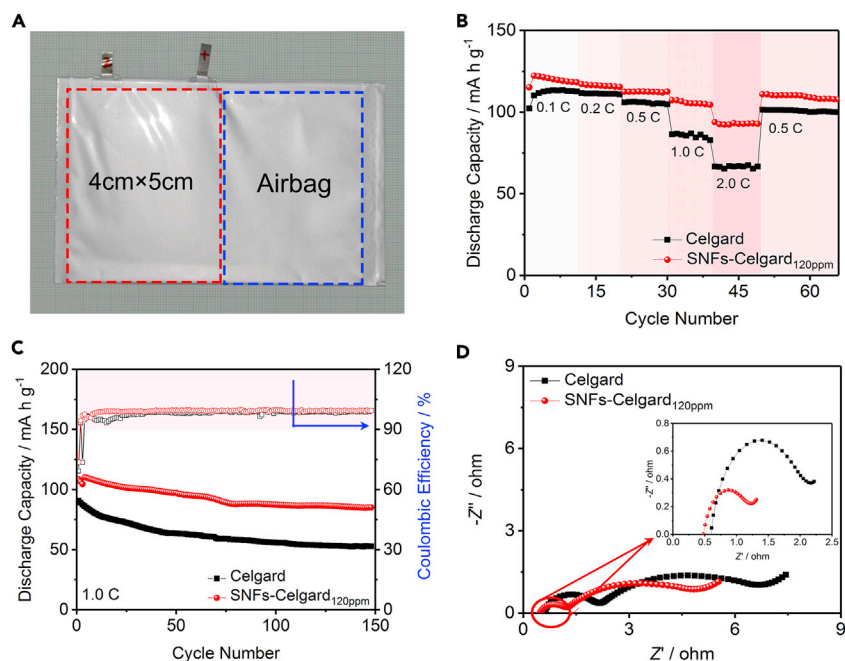 A
4cm×5cm
Airbag
B
Discharge Capacity / mA h g⁻¹
150
100
50
0
0.1 C
0.2 C
0.5 C
1.0 C
2.0 C
0.5 C
Celgard
SNFs-Celgard120ppm
0 15 30 45 60
Cycle Number
C
Discharge Capacity / mA h g⁻¹
200
150
100
50
0
120
90
60
30
0
Coulombic Efficiency / %
Celgard
SNFs-Celgard120ppm
1.0 C
0 50 100 150
Cycle Number
D
-Z'' / ohm
9
6
3
0
Celgard
SNFs-Celgard120ppm
-Z'' / ohm
0.8
0.6
0.4
0.2
0.0
0.0 0.5 1.0 1.5 2.0 2.5
Z' / ohm
0 3 6 9
Z' / ohm